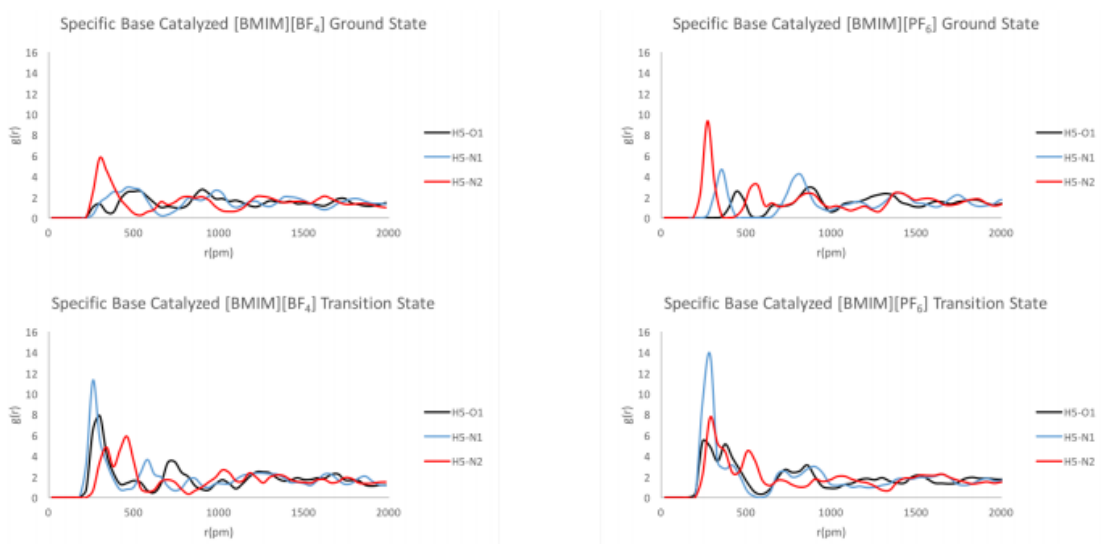 Specific Base Catalyzed [BMIM][BF₄] Ground State
16
14
12
10
8
6
4
2
0
g(r)
0 500 1000 1500 2000
r(pm)
H5-O1
H5-N1
H5-N2
Specific Base Catalyzed [BMIM][PF₆] Ground State
16
14
12
10
8
6
4
2
0
g(r)
0 500 1000 1500 2000
r(pm)
H5-O1
H5-N1
H5-N2
Specific Base Catalyzed [BMIM][BF₄] Transition State
16
14
12
10
8
6
4
2
0
g(r)
0 500 1000 1500 2000
r(pm)
H5-O1
H5-N1
H5-N2
Specific Base Catalyzed [BMIM][PF₆] Transition State
16
14
12
10
8
6
4
2
0
g(r)
0 500 1000 1500 2000
r(pm)
H5-O1
H5-N1
H5-N2